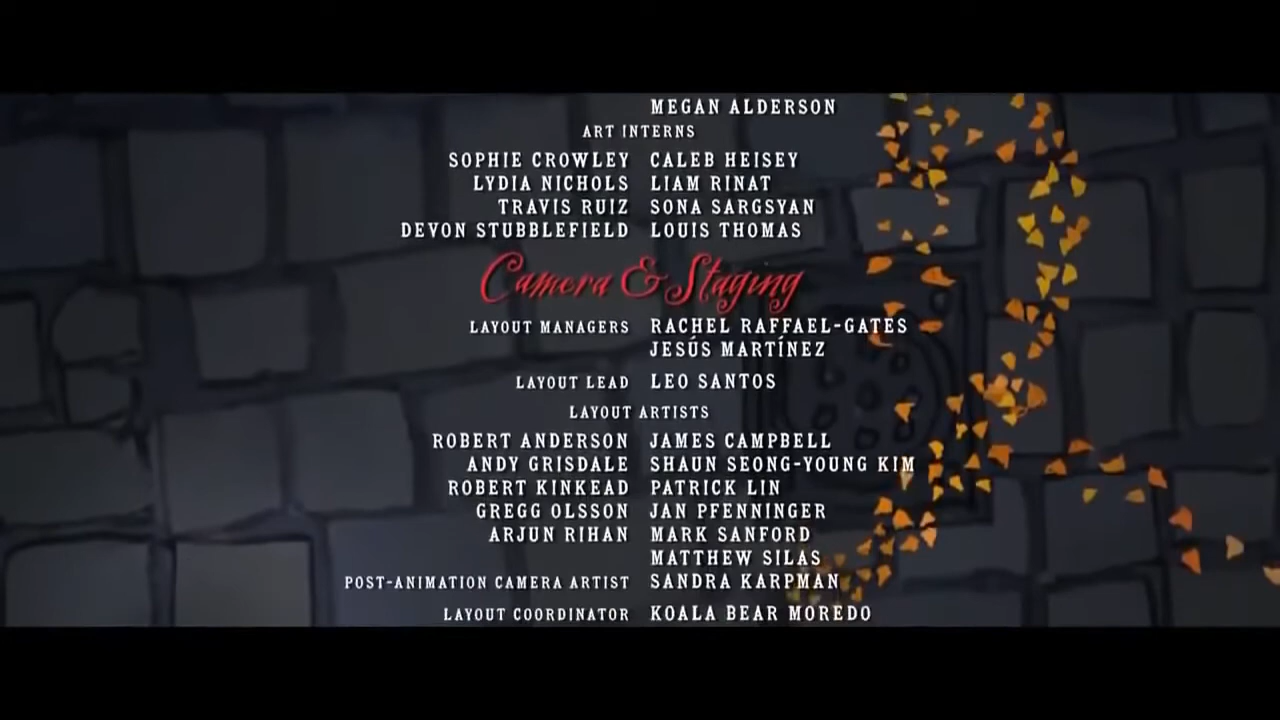 MEGAN ALDERSON
ART INTERNS
SOPHIE CROWLEY CALEB HEISEY
LYDIA NICHOLS LIAM RINAT
TRAVIS RUIZ SONA SARGSYAN
DEVON STUBBLEFIELD LOUIS THOMAS
Camera & Staging
LAYOUT MANAGERS RACHEL RAFFAEL-GATES
JESÚS MARTÍNEZ
LAYOUT LEAD LEO SANTOS
LAYOUT ARTISTS
ROBERT ANDERSON JAMES CAMPBELL
ANDY GRISDALE SHAUN SEONG-YOUNG KIM
ROBERT KINKEAD PATRICK LIN
GREGG OLSSON JAN PFENNINGER
ARJUN RIHAN MARK SANFORD
MATTHEW SILAS
POST-ANIMATION CAMERA ARTIST SANDRA KARPMAN
LAYOUT COORDINATOR KOALA BEAR MOREDO